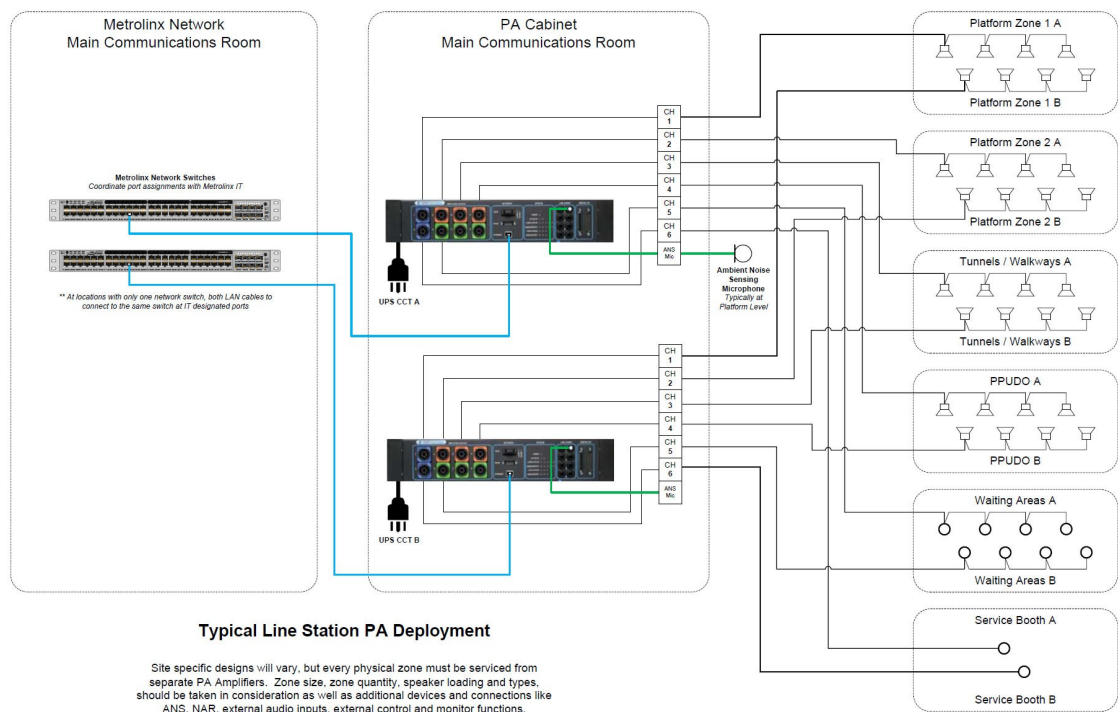 Metrolinx Network
Main Communications Room
Metrolinx Network Switches
Coordinate port assignments with Metrolinx IT
** At locations with only one network switch, both LAN cables to
connect to the same switch at IT designated ports
PA Cabinet
Main Communications Room
UPS CCT A
CH
1
CH
2
CH
3
CH
4
CH
5
CH
6
ANS
Mic
Ambient Noise
Sensing
Microphone
Typically at
Platform Level
UPS CCT B
CH
1
CH
2
CH
3
CH
4
CH
5
CH
6
ANS
Mic
Platform Zone 1 A
Platform Zone 1 B
Platform Zone 2 A
Platform Zone 2 B
Tunnels / Walkways A
Tunnels / Walkways B
PPUDO A
PPUDO B
Waiting Areas A
Waiting Areas B
Service Booth A
Service Booth B
Typical Line Station PA Deployment
Site specific designs will vary, but every physical zone must be serviced from
separate PA Amplifiers. Zone size, zone quantity, speaker loading and types,
should be taken in consideration as well as additional devices and connections like
ANS, NAR, external audio inputs, external control and monitor functions.